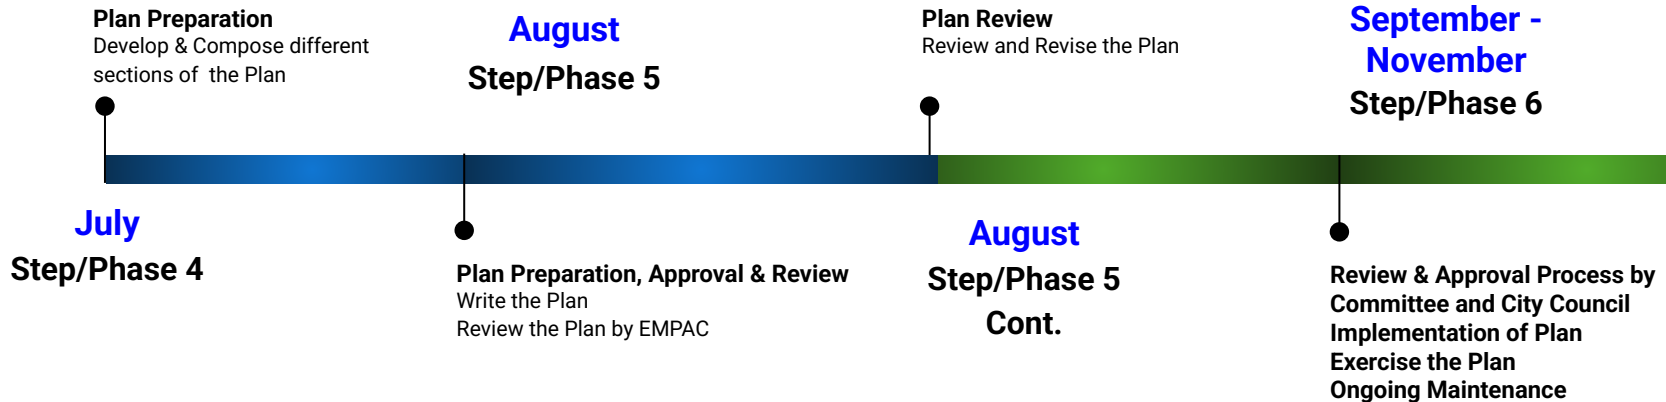 Plan Preparation
Develop & Compose different
sections of the Plan
July
Step/Phase 4
August
Step/Phase 5
Plan Preparation, Approval & Review
Write the Plan
Review the Plan by EMPAC
Plan Review
Review and Revise the Plan
August
Step/Phase 5
Cont.
September -
November
Step/Phase 6
Review & Approval Process by
Committee and City Council
Implementation of Plan
Exercise the Plan
Ongoing Maintenance